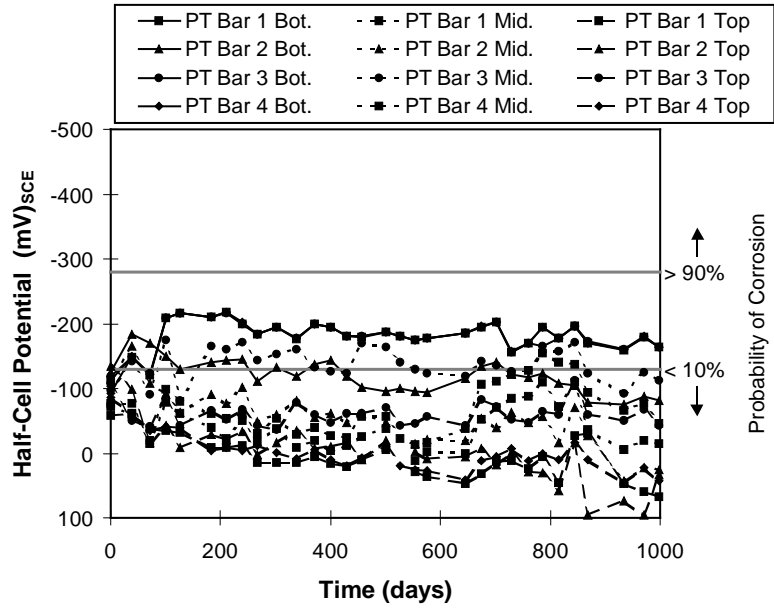 PT Bar 1 Bot. PT Bar 1 Mid. PT Bar 1 Top
PT Bar 2 Bot. PT Bar 2 Mid. PT Bar 2 Top
PT Bar 3 Bot. PT Bar 3 Mid. PT Bar 3 Top
PT Bar 4 Bot. PT Bar 4 Mid. PT Bar 4 Top
-500
-400
-300
-200
-100
0
100
Half-Cell Potential (mV)SCE
> 90%
< 10%
Probability of Corrosion
0 200 400 600 800 1000
Time (days)